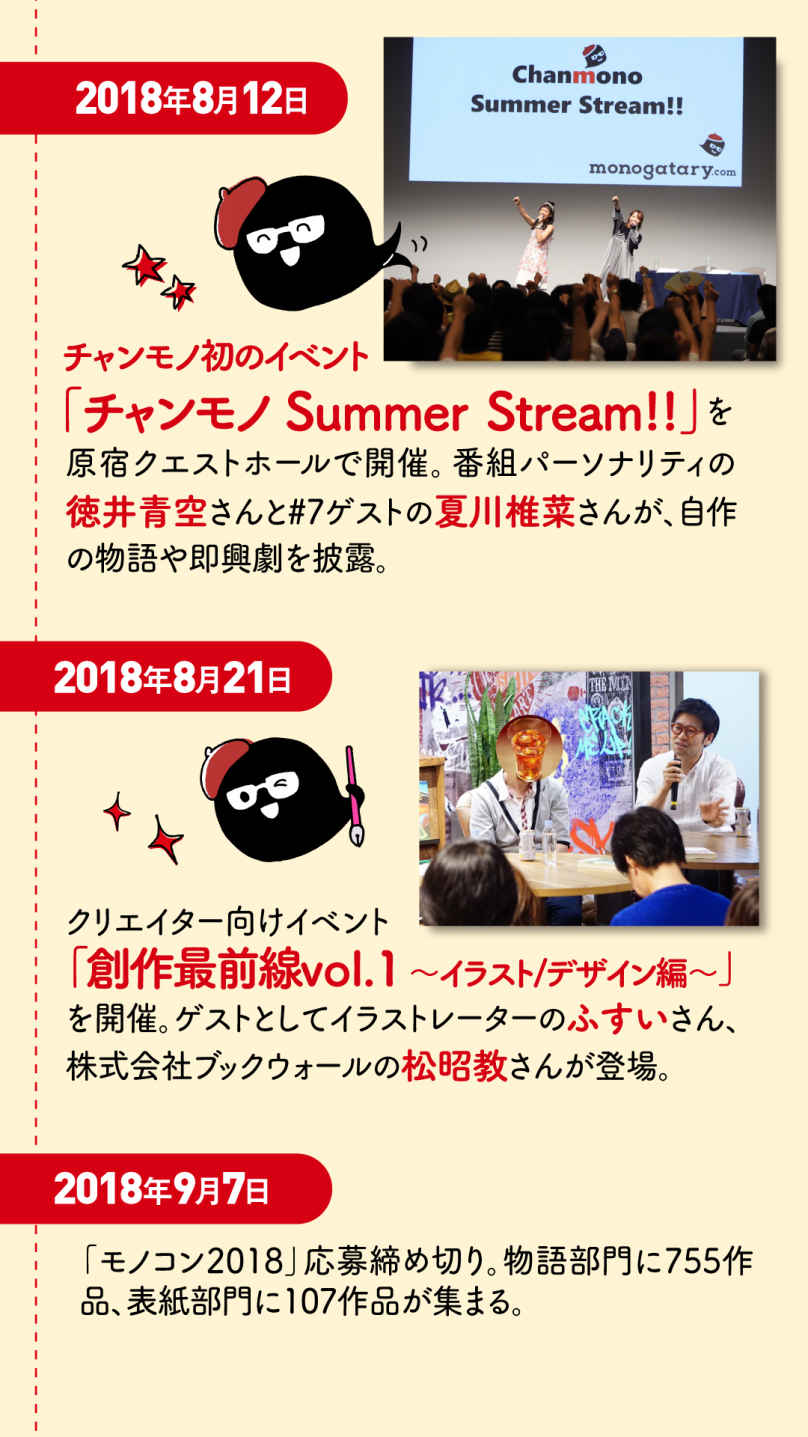 2018年8月12日
Chanmono
Summer Stream!!
monogatary.com
チャンモノ初のイベント
「チャンモノ Summer Stream!!」を
原宿クエストホールで開催。番組パーソナリティの
徳井青空さんと#7ゲストの夏川椎菜さんが、自作
の物語や即興劇を披露。
2018年8月21日
クリエイター向けイベント
「創作最前線vol.1 〜イラスト/デザイン編〜」
を開催。ゲストとしてイラストレーターのふすいさん、
株式会社ブックウォールの松昭教さんが登場。
2018年9月7日
「モノコン2018」応募締め切り。物語部門に755作
品、表紙部門に107作品が集まる。